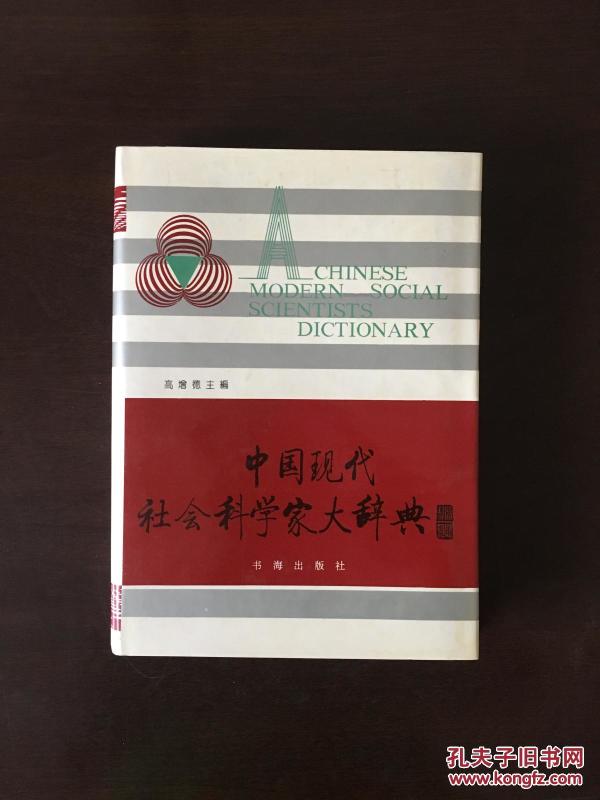 A CHINESE
MODERN SOCIAL
SCIENTISTS
DICTIONARY
高增德主编
中国现代
社会科学家大辞典
书海出版社
孔夫子旧书网
www.kongfz.com